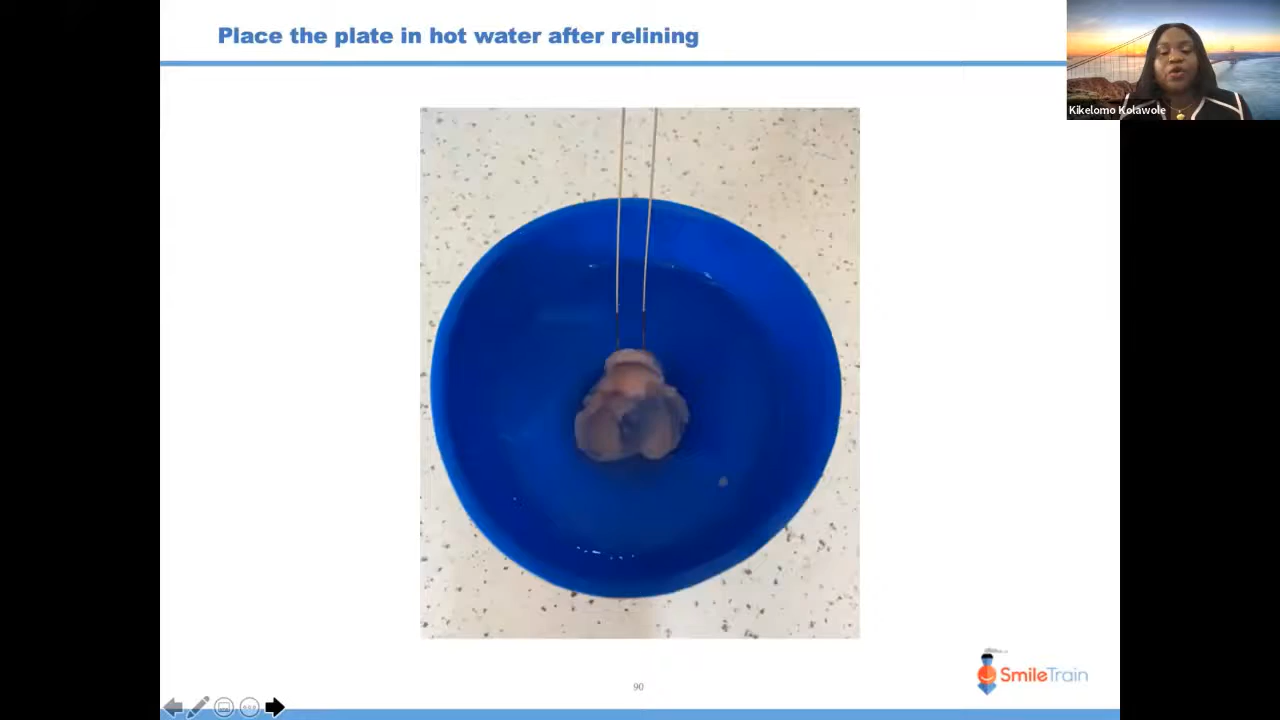 Place the plate in hot water after relining
Kikelomo Kolawole
90
SmileTrain